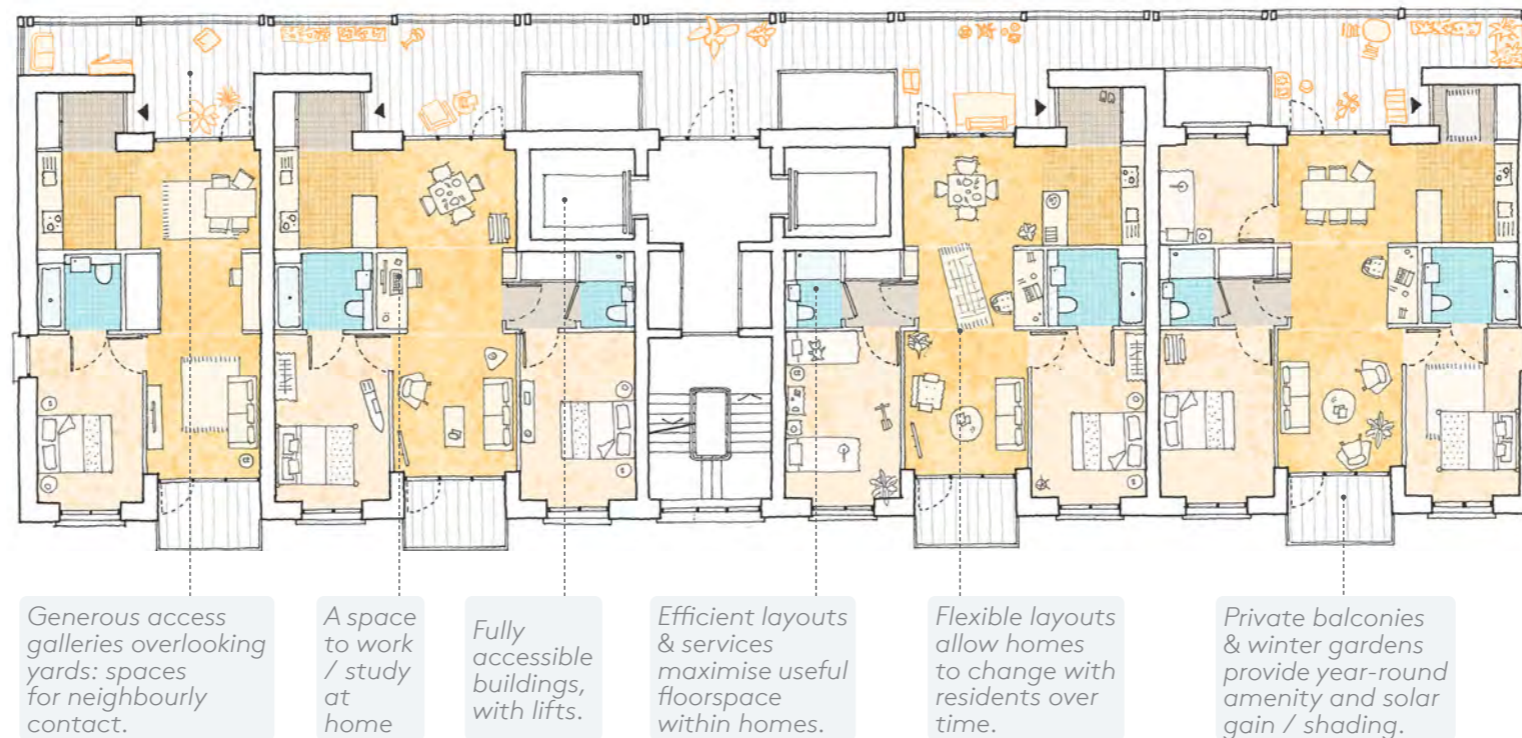 Generous access
galleries overlooking
yards: spaces
for neighbourly
contact.
A space
to work
/ study
at
home
Fully
accessible
buildings,
with lifts.
Efficient layouts
& services
maximise useful
floorspace
within homes.
Flexible layouts
allow homes
to change with
residents over
time.
Private balconies
& winter gardens
provide year-round
amenity and solar
gain / shading.